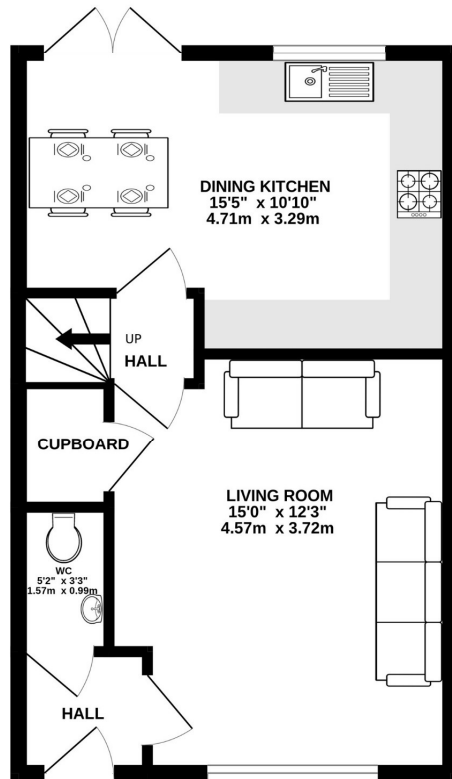 DINING KITCHEN
15'5" x 10'10"
4.71m x 3.29m
UP
HALL
CUPBOARD
LIVING ROOM
15'0" x 12'3"
4.57m x 3.72m
WC
5'2" x 3'3"
1.57m x 0.99m
HALL